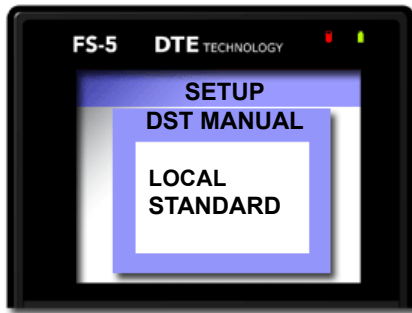 FS-5 DTE TECHNOLOGY
SETUP
DST MANUAL
LOCAL
STANDARD